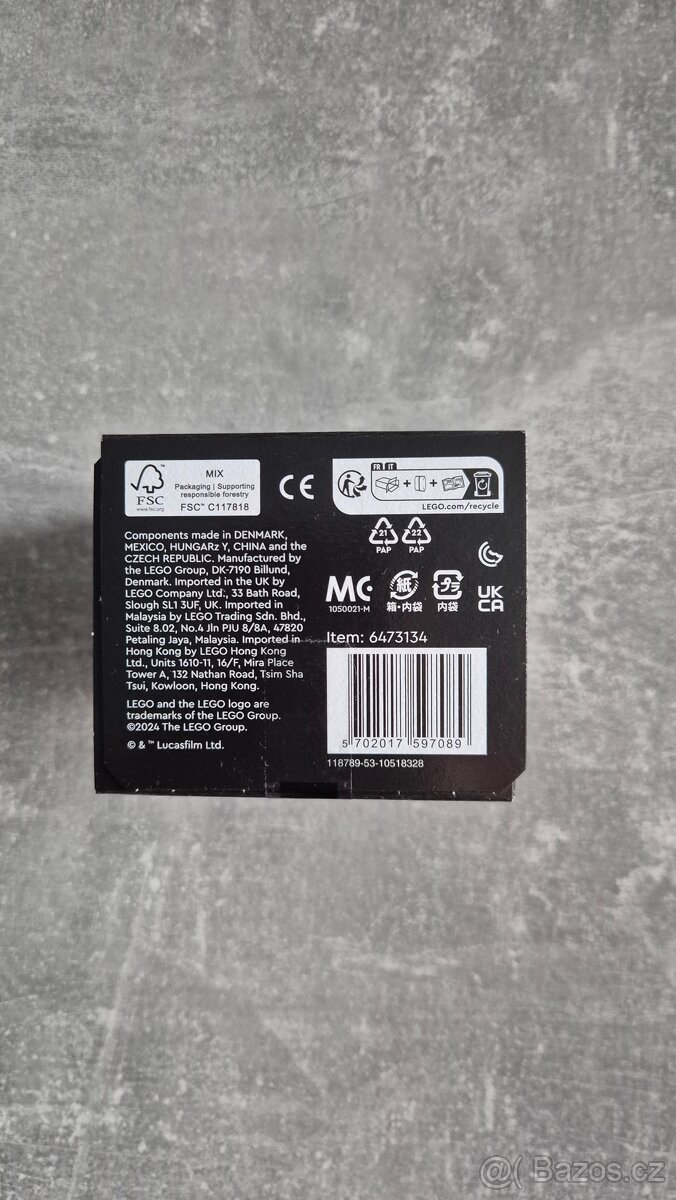 FSC™
www.fsc.org
MIX
Packaging | Supporting
responsible forestry
FSC™ C117818
CE
FR IT
LEGO.com/recycle
21
PAP
22
PAP
Components made in DENMARK,
MEXICO, HUNGARz Y, CHINA and the
CZECH REPUBLIC. Manufactured by
the LEGO Group, DK-7190 Billund,
Denmark. Imported in the UK by
LEGO Company Ltd., 33 Bath Road,
Slough SL1 3UF, UK. Imported in
Malaysia by LEGO Trading Sdn. Bhd.,
Suite 8.02, No.4 Jln PJU 8/8A, 47820
Petaling Jaya, Malaysia. Imported in
Hong Kong by LEGO Hong Kong
Ltd., Units 1610-11, 16/F, Mira Place
Tower A, 132 Nathan Road, Tsim Sha
Tsui, Kowloon, Hong Kong.
LEGO and the LEGO logo are
trademarks of the LEGO Group.
©2024 The LEGO Group.
© & ™ Lucasfilm Ltd.
MC
1050021-M
紙
箱・内袋
プラ
内袋
UK
CA
Item: 6473134
5 702017 597089
118789-53-10518328
@( Bazos.cz